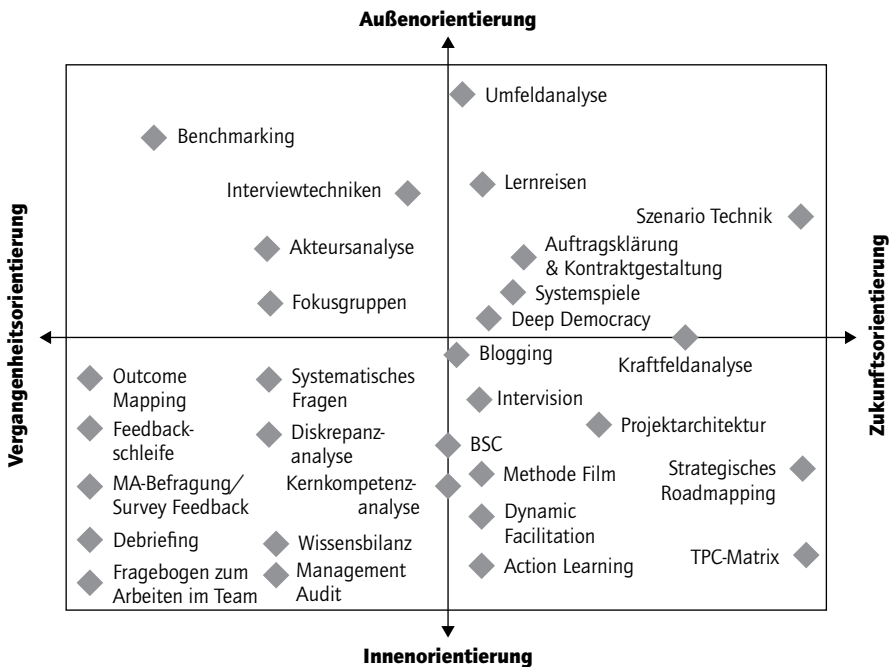 Außenorientierung
Umfeldanalyse
Benchmarking
Interviewtechniken
Lernreisen
Szenario Technik
Akteursanalyse
Auftragsklärung
& Kontraktgestaltung
Systemspiele
Fokusgruppen
Deep Democracy
Vergangenheitsorientierung
Zukunftsorientierung
Blogging
Kraftfeldanalyse
Outcome
Mapping
Systematisches
Fragen
Intervision
Feedback-
schleife
Diskrepanz-
analyse
Projektarchitektur
BSC
MA-Befragung/
Survey Feedback
Kernkompetenz-
analyse
Methode Film
Strategisches
Roadmapping
Dynamic
Facilitation
Debriefing
Wissensbilanz
TPC-Matrix
Fragebogen zum
Arbeiten im Team
Management
Audit
Action Learning
Innenorientierung